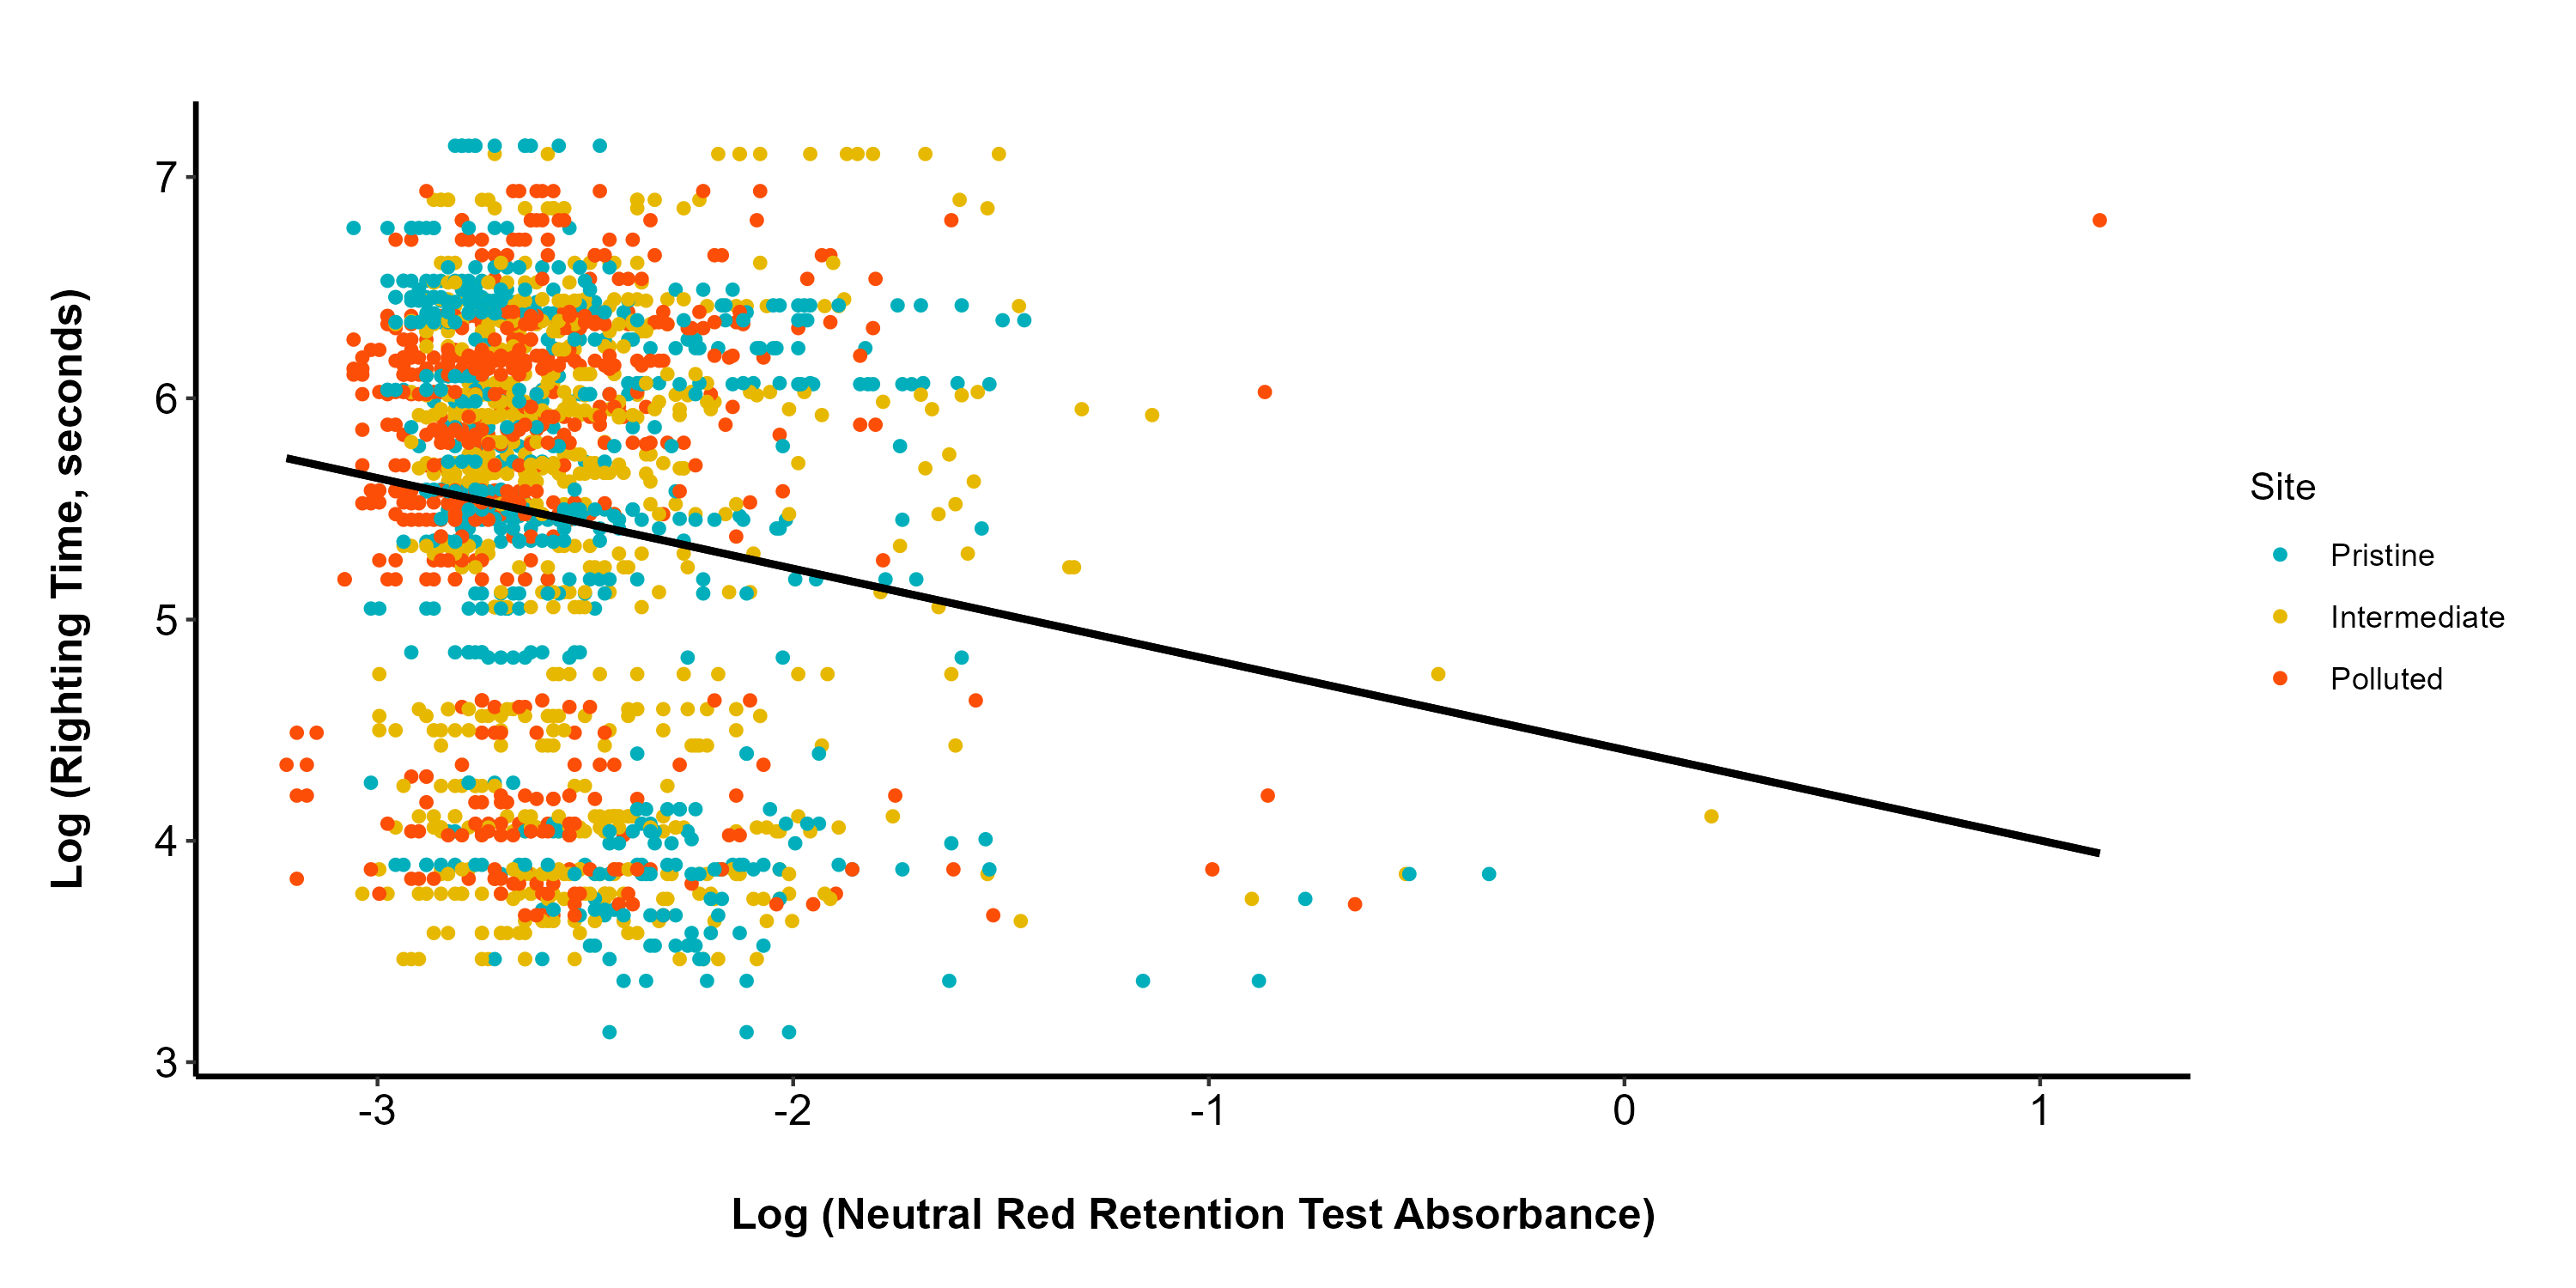 Log (Righting Time, seconds)
7
6
5
4
3
-3 -2 -1 0 1
Log (Neutral Red Retention Test Absorbance)
Site
Pristine
Intermediate
Polluted